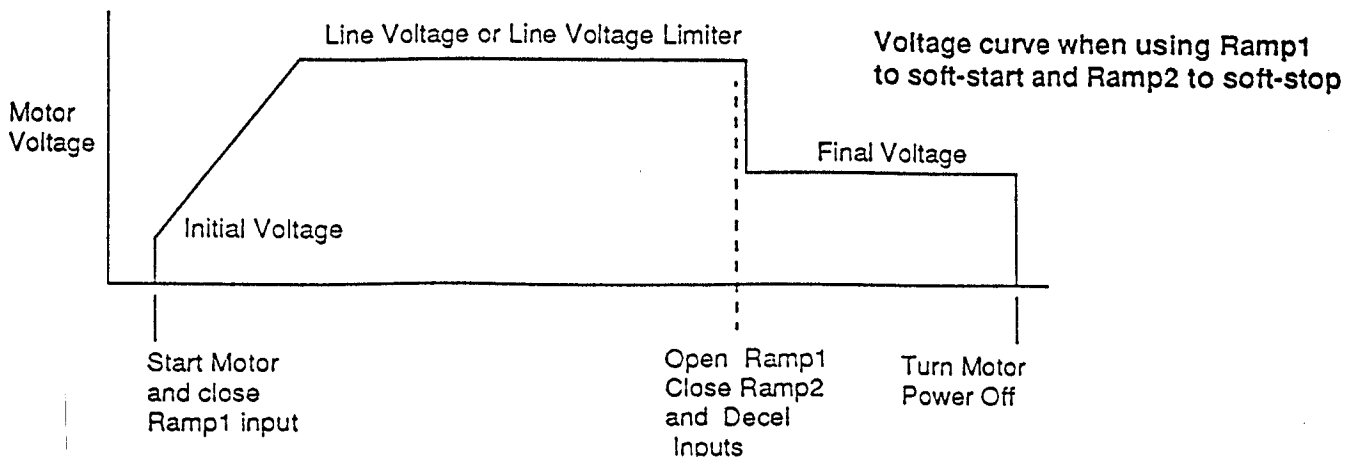 Line Voltage or Line Voltage Limiter
Voltage curve when using Ramp1
to soft-start and Ramp2 to soft-stop
Motor
Voltage
Final Voltage
Initial Voltage
Start Motor
and close
Ramp1 input
Open Ramp1
Close Ramp2
and Decel
Inputs
Turn Motor
Power Off